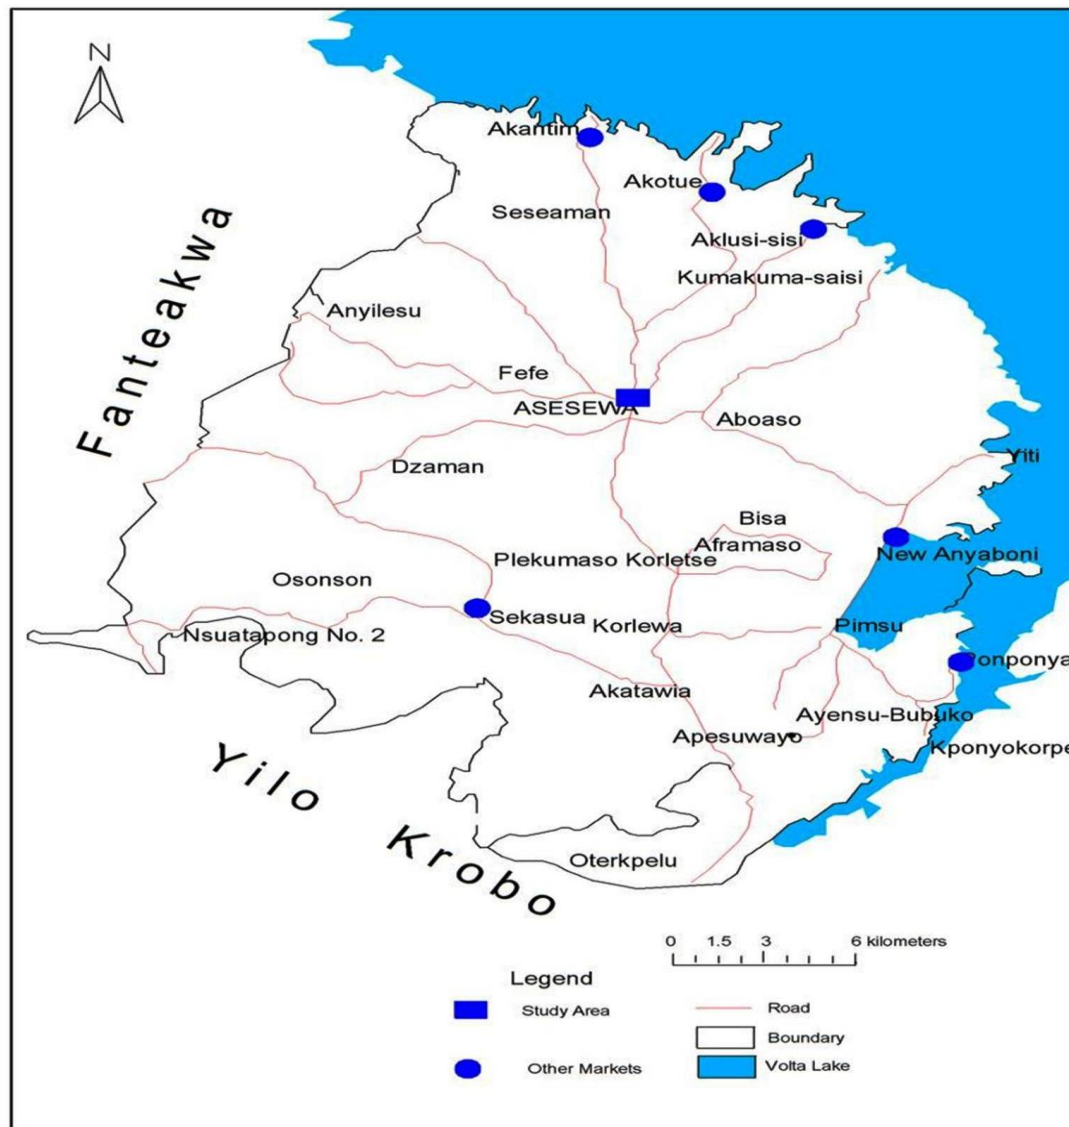 N
Akantim
Akotue
Seseaman
Aklusi-sisi
Kumakuma-saisi
Fanteakwa
Anyilesu
Fefe
ASESEWA
Aboaso
Dzaman
Yiti
Bisa
Aframaso
New Anyaboni
Plekumaso Korletse
Osonson
Sekasua
Korlewa
Pimsu
Nsuatapong No. 2
Ponponya
Akatawia
Ayensu-Bubuko
Apesuwayo
Kponyokorpe
Yilo Krobo
Oterkpelu
0 1.5 3 6 kilometers
Legend
Study Area
Road
Boundary
Other Markets
Volta Lake